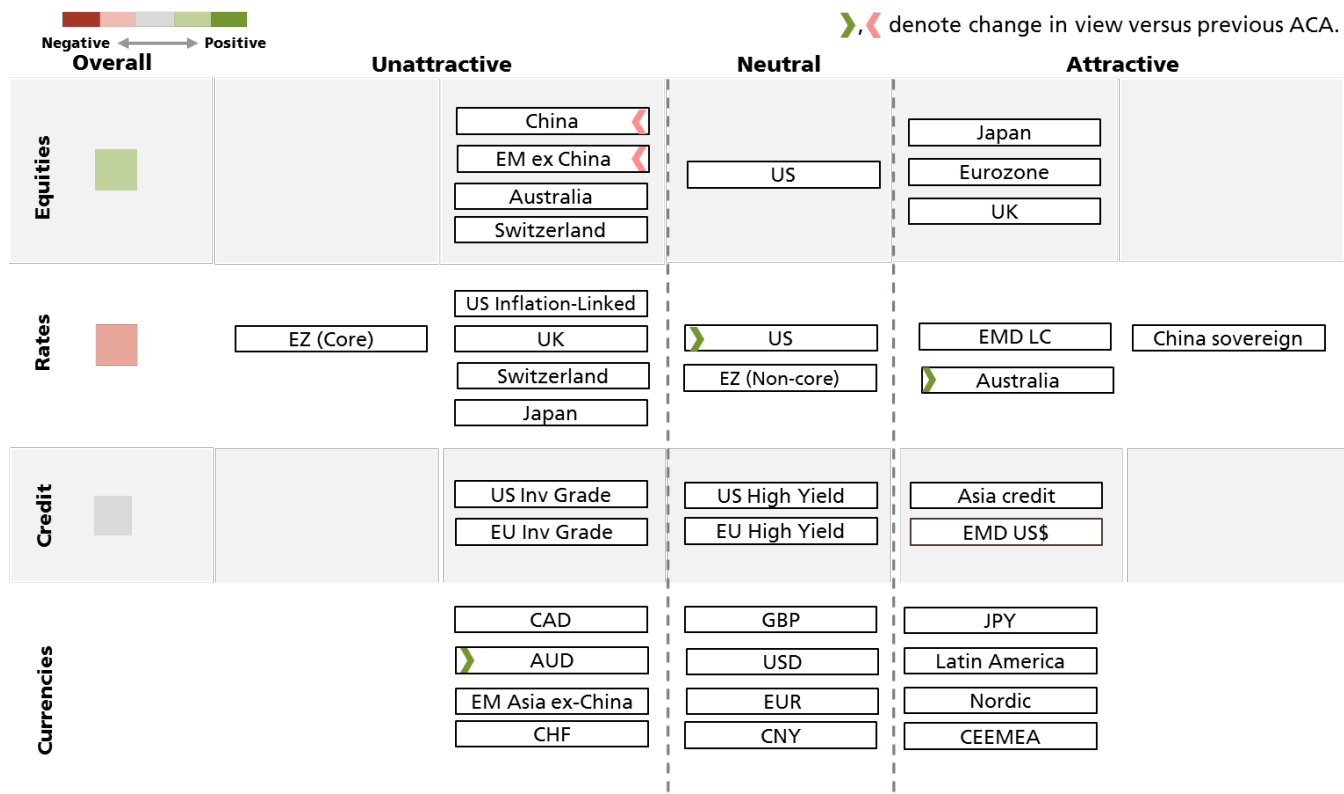 ❯,❮ denote change in view versus previous ACA.
Negative Positive
Overall Unattractive Neutral Attractive
Equities
China
EM ex China
Australia
Switzerland
US
Japan
Eurozone
UK
Rates
EZ (Core)
US Inflation-Linked
UK
Switzerland
Japan
US
EZ (Non-core)
EMD LC
Australia
China sovereign
Credit
US Inv Grade
EU Inv Grade
US High Yield
EU High Yield
Asia credit
EMD US$
Currencies
CAD
AUD
EM Asia ex-China
CHF
GBP
USD
EUR
CNY
JPY
Latin America
Nordic
CEEMEA